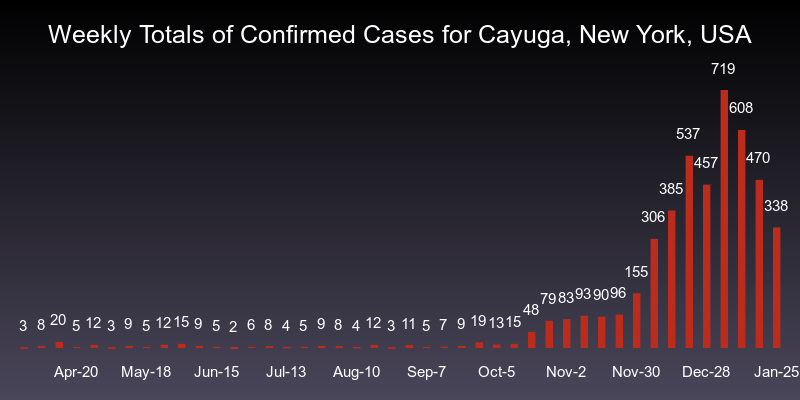 Weekly Totals of Confirmed Cases for Cayuga, New York, USA
3 8 20 5 12 3 9 5 12 15 9 5 2 6 8 4 5 9 8 4 12 3 11 5 7 9 19 13 15 48 79 83 93 90 96 155 306 385 537 457 719 608 470 338
Apr-20 May-18 Jun-15 Jul-13 Aug-10 Sep-7 Oct-5 Nov-2 Nov-30 Dec-28 Jan-25